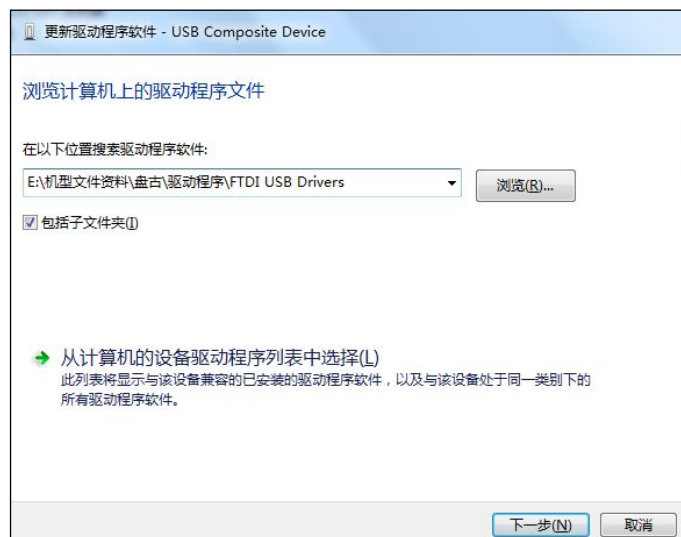 更新驱动程序软件 - USB Composite Device
浏览计算机上的驱动程序文件
在以下位置搜索驱动程序软件:
E:\机型文件资料\盘古\驱动程序\FTDI USB Drivers
浏览(R)...
包括子文件夹(I)
从计算机的设备驱动程序列表中选择(L)
此列表将显示与该设备兼容的已安装的驱动程序软件，以及与该设备处于同一类别下的
所有驱动程序软件。
下一步(N)
取消